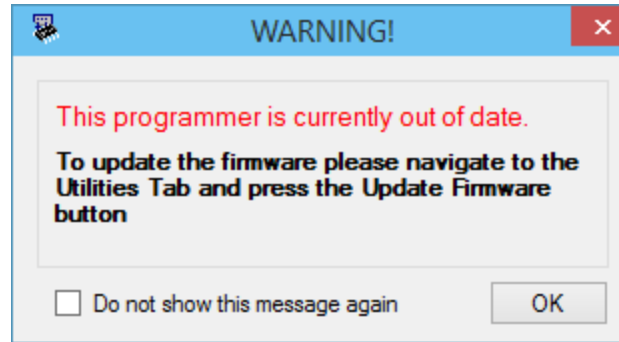 WARNING!
This programmer is currently out of date.
To update the firmware please navigate to the
Utilities Tab and press the Update Firmware
button
Do not show this message again
OK